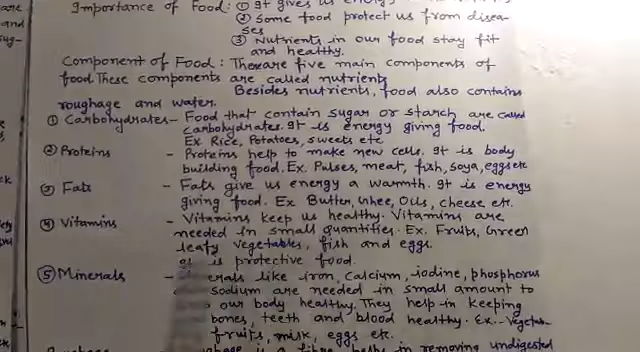 Importance of Food: ① It gives us energy
② Some food protect us from disea-
ses
③ Nutrients in our food stay fit
and healthy.
Component of Food: There are five main components of
food. These components are called nutrients
Besides nutrients, food also contains
roughage and water.
① Carbohydrates - Food that contain sugar or starch are called
carbohydrates. It is energy giving food.
Ex Rice, Potatoes, sweets etc
② Proteins - Proteins help to make new cells. It is body
building food. Ex. Pulses, meat, fish, soya, eggs etc
③ Fats - Fats give us energy & warmth. It is energy
giving food. Ex Butter, Ghee, Oils, cheese etc.
④ Vitamins - Vitamins keep us healthy. Vitamins are
needed in small quantities. Ex. Fruits, Green
leafy vegetables, fish and eggs.
is protective food.
⑤ Minerals - like iron, Calcium, iodine, phosphorus
sodium are needed in small amount to
our body healthy. They help in keeping
bones, teeth and blood healthy. Ex- Vegeta-
fruits, milk, eggs etc.
is a fibre helps in removing undigested